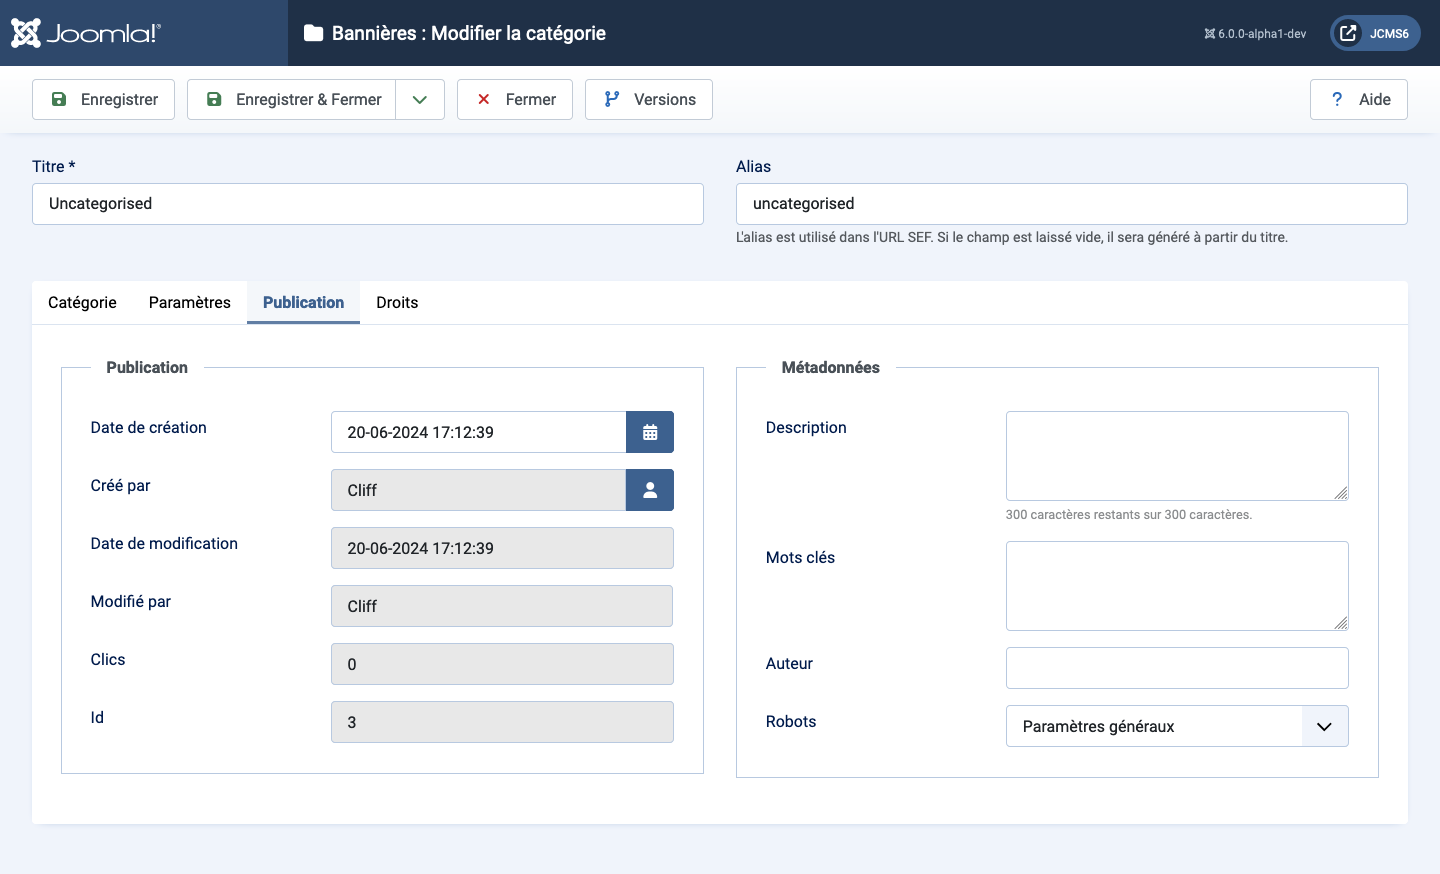 Joomla!®
Bannières : Modifier la catégorie
6.0.0-alpha1-dev
JCMS6
Enregistrer
Enregistrer & Fermer
Fermer
Versions
? Aide
Titre *
Uncategorised
Alias
uncategorised
L'alias est utilisé dans l'URL SEF. Si le champ est laissé vide, il sera généré à partir du titre.
Catégorie
Paramètres
Publication
Droits
Publication
Date de création
20-06-2024 17:12:39
Créé par
Cliff
Date de modification
20-06-2024 17:12:39
Modifié par
Cliff
Clics
0
Id
3
Métadonnées
Description
300 caractères restants sur 300 caractères.
Mots clés
Auteur
Robots
Paramètres généraux